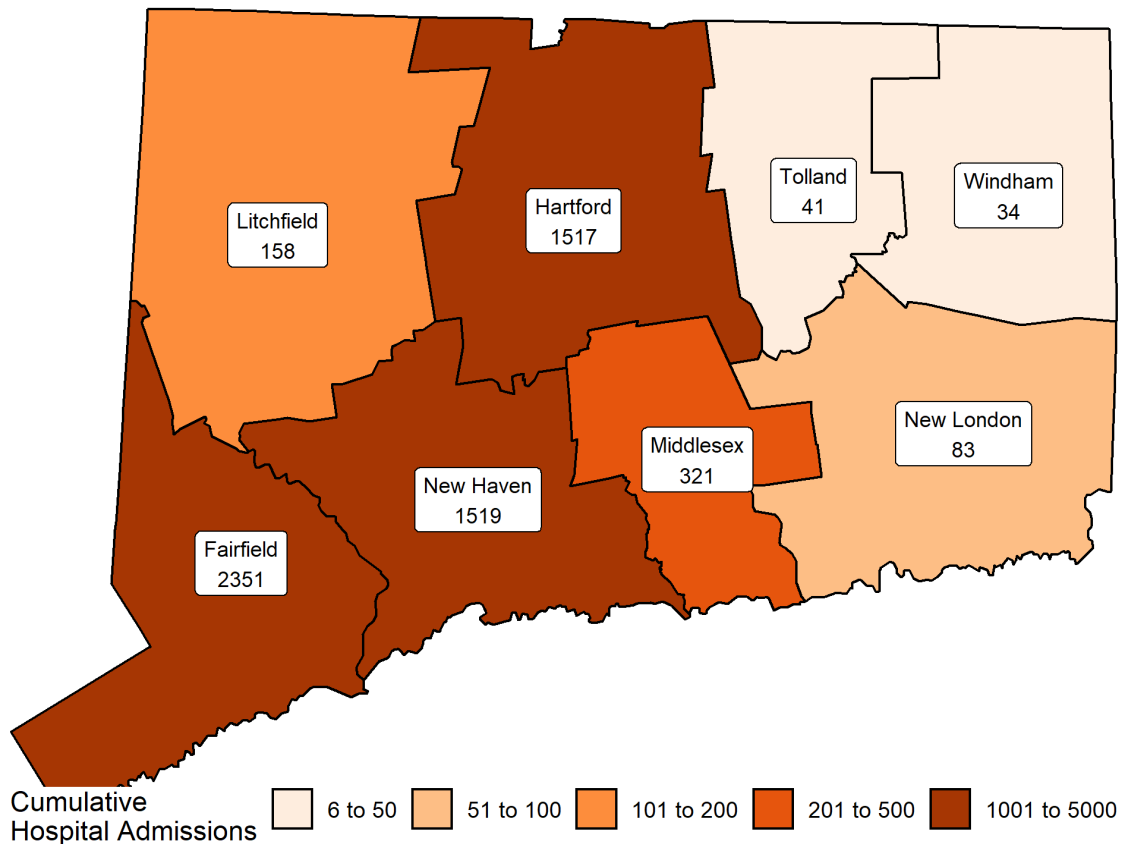 Litchfield
158
Hartford
1517
Tolland
41
Windham
34
Fairfield
2351
New Haven
1519
Middlesex
321
New London
83
Cumulative
Hospital Admissions
6 to 50
51 to 100
101 to 200
201 to 500
1001 to 5000